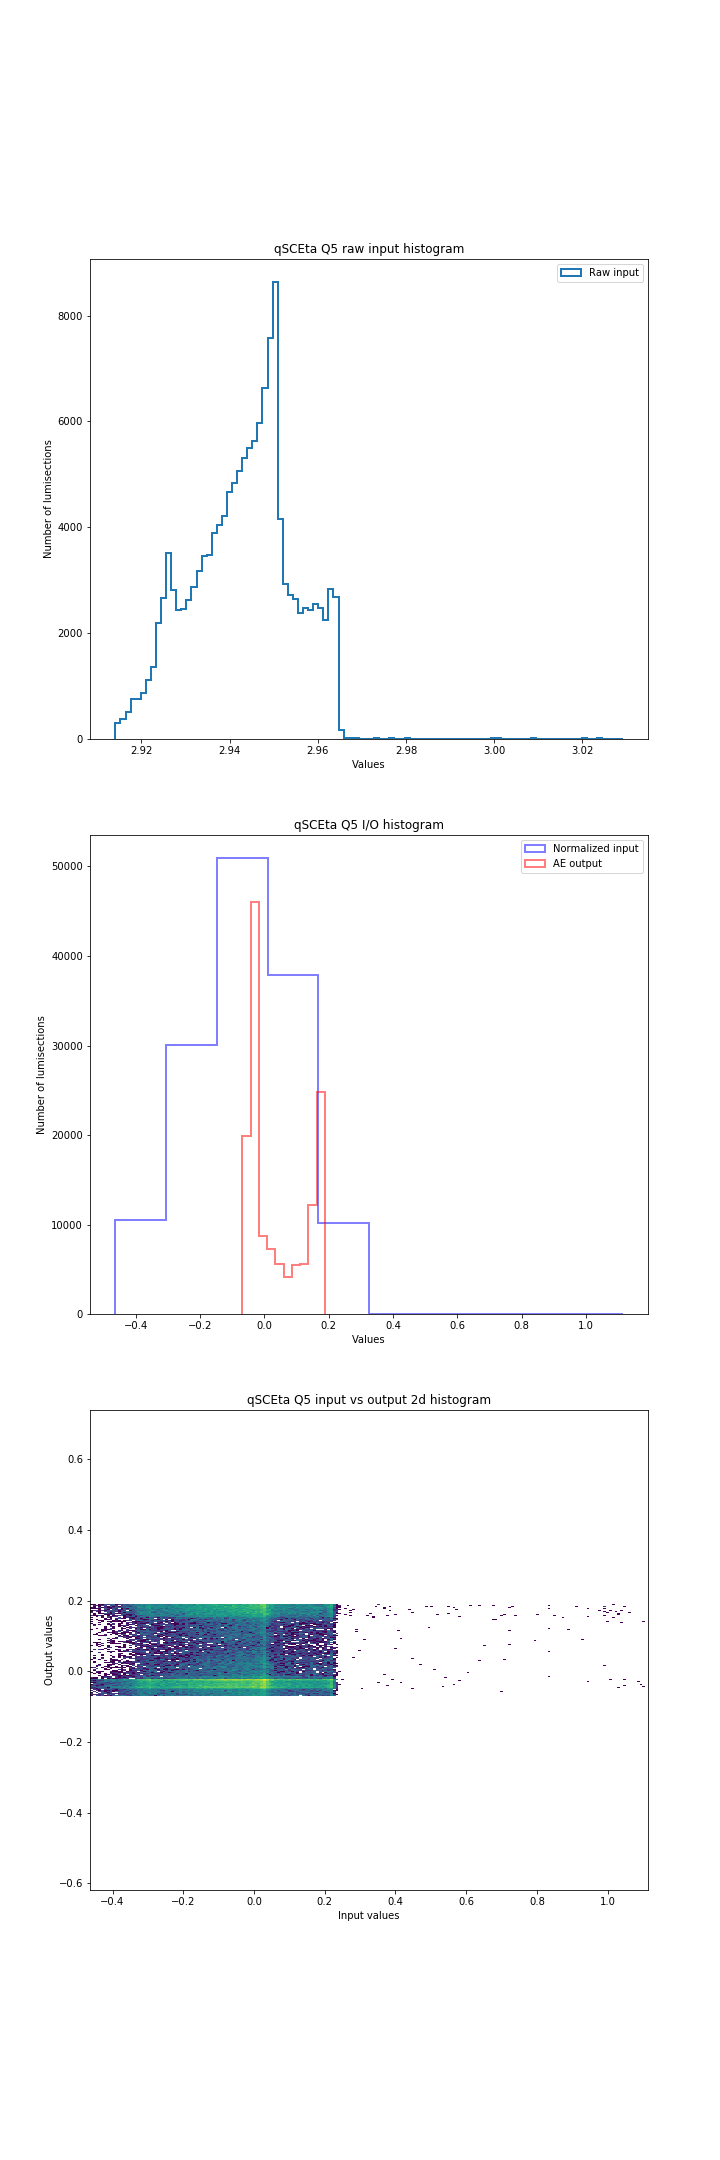 qSCEta Q5 raw input histogram
Raw input
8000
6000
4000
2000
0
Number of lumisections
2.92 2.94 2.96 2.98 3.00 3.02
Values
qSCEta Q5 I/O histogram
Normalized input
AE output
50000
40000
30000
20000
10000
0
Number of lumisections
−0.4 −0.2 0.0 0.2 0.4 0.6 0.8 1.0
Values
qSCEta Q5 input vs output 2d histogram
0.6
0.4
0.2
0.0
−0.2
−0.4
−0.6
Output values
−0.4 −0.2 0.0 0.2 0.4 0.6 0.8 1.0
Input values